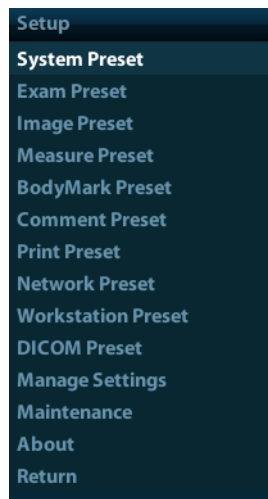 Setup
System Preset
Exam Preset
Image Preset
Measure Preset
BodyMark Preset
Comment Preset
Print Preset
Network Preset
Workstation Preset
DICOM Preset
Manage Settings
Maintenance
About
Return